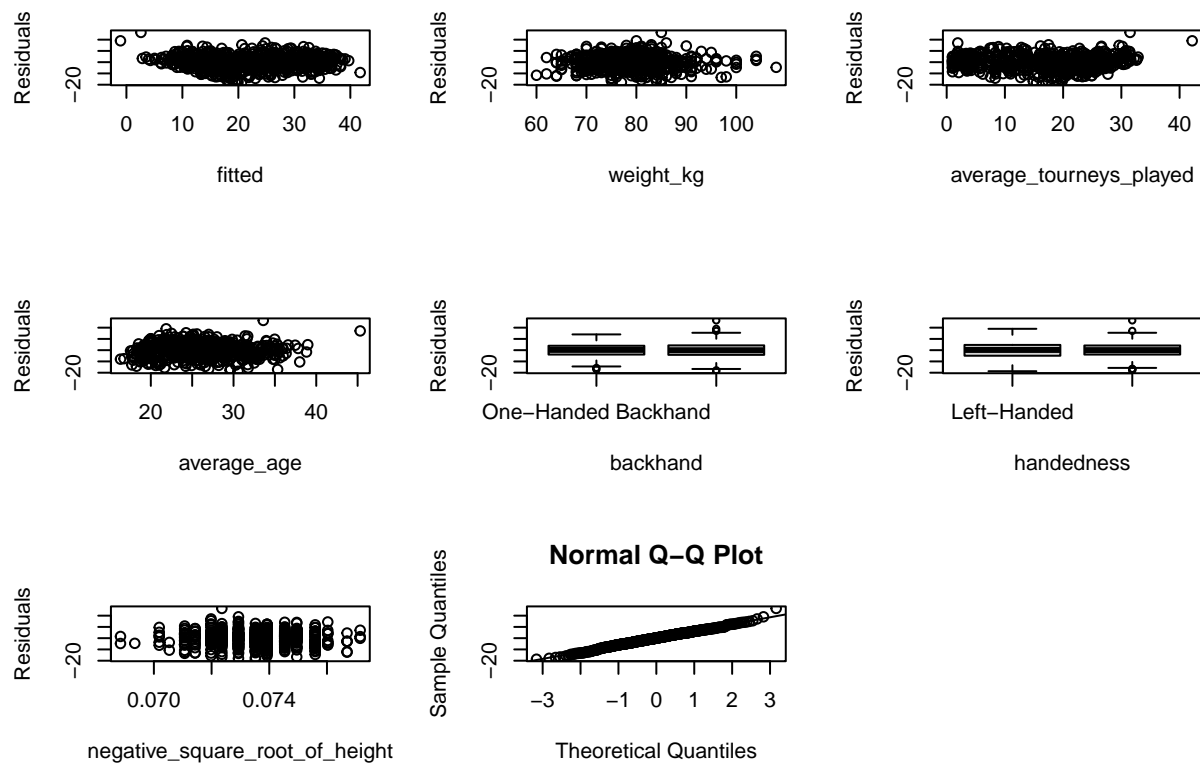 Residuals
−20
0 10 20 30 40
fitted
Residuals
−20
60 70 80 90 100
weight_kg
Residuals
−20
0 10 20 30 40
average_tourneys_played
Residuals
−20
20 30 40
average_age
Residuals
−20
One−Handed Backhand
backhand
Residuals
−20
Left−Handed
handedness
Residuals
−20
0.070 0.074
negative_square_root_of_height
Normal Q−Q Plot
Sample Quantiles
−20
−3 −1 0 1 2 3
Theoretical Quantiles